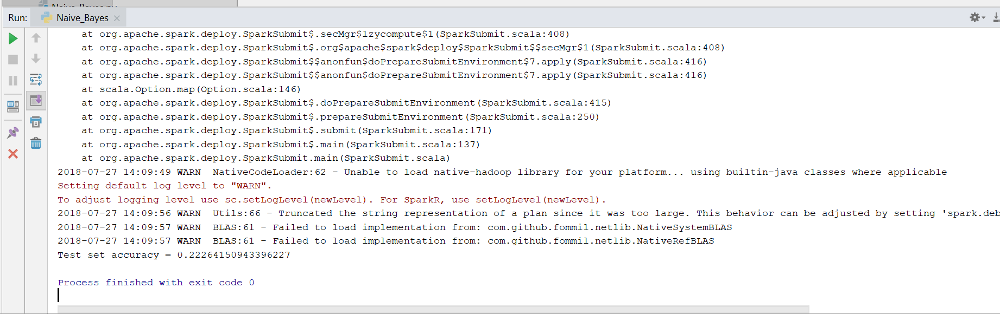 Naive_Bayes.py
Run: Naive_Bayes
at org.apache.spark.deploy.SparkSubmit$.secMgr$lzycompute$1(SparkSubmit.scala:408)
at org.apache.spark.deploy.SparkSubmit$.org$apache$spark$deploy$SparkSubmit$$secMgr$1(SparkSubmit.scala:408)
at org.apache.spark.deploy.SparkSubmit$$anonfun$doPrepareSubmitEnvironment$7.apply(SparkSubmit.scala:416)
at org.apache.spark.deploy.SparkSubmit$$anonfun$doPrepareSubmitEnvironment$7.apply(SparkSubmit.scala:416)
at scala.Option.map(Option.scala:146)
at org.apache.spark.deploy.SparkSubmit$.doPrepareSubmitEnvironment(SparkSubmit.scala:415)
at org.apache.spark.deploy.SparkSubmit$.prepareSubmitEnvironment(SparkSubmit.scala:250)
at org.apache.spark.deploy.SparkSubmit$.submit(SparkSubmit.scala:171)
at org.apache.spark.deploy.SparkSubmit$.main(SparkSubmit.scala:137)
at org.apache.spark.deploy.SparkSubmit.main(SparkSubmit.scala)
2018-07-27 14:09:49 WARN  NativeCodeLoader:62 - Unable to load native-hadoop library for your platform... using builtin-java classes where applicable
Setting default log level to "WARN".
To adjust logging level use sc.setLogLevel(newLevel). For SparkR, use setLogLevel(newLevel).
2018-07-27 14:09:56 WARN  Utils:66 - Truncated the string representation of a plan since it was too large. This behavior can be adjusted by setting 'spark.deb
2018-07-27 14:09:57 WARN  BLAS:61 - Failed to load implementation from: com.github.fommil.netlib.NativeSystemBLAS
2018-07-27 14:09:57 WARN  BLAS:61 - Failed to load implementation from: com.github.fommil.netlib.NativeRefBLAS
Test set accuracy = 0.22264150943396227
Process finished with exit code 0